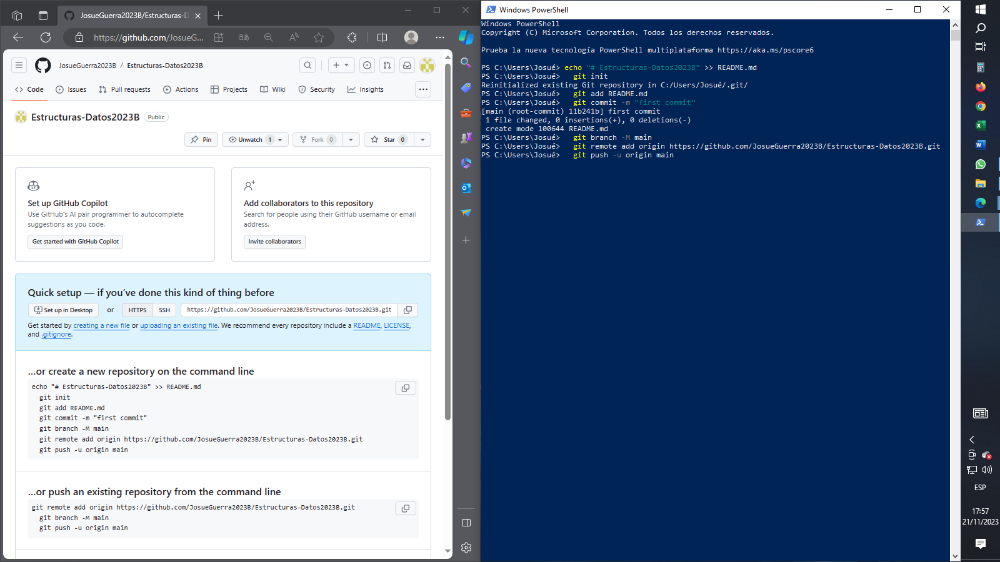 JosueGuerra2023B/Estructuras-D
https://github.com/JosueG...
JosueGuerra2023B / Estructuras-Datos2023B
Code
Issues
Pull requests
Actions
Projects
Wiki
Security
Insights
Estructuras-Datos2023B
Public
Pin
Unwatch 1
Fork 0
Star 0
Set up GitHub Copilot
Use GitHub's AI pair programmer to autocomplete
suggestions as you code.
Get started with GitHub Copilot
Add collaborators to this repository
Search for people using their GitHub username or email
address.
Invite collaborators
Quick setup — if you've done this kind of thing before
Set up in Desktop or HTTPS SSH https://github.com/JosueGuerra2023B/Estructuras-Datos2023B.git
Get started by creating a new file or uploading an existing file. We recommend every repository include a README, LICENSE,
and .gitignore.
...or create a new repository on the command line
echo "# Estructuras-Datos2023B" >> README.md
git init
git add README.md
git commit -m "first commit"
git branch -M main
git remote add origin https://github.com/JosueGuerra2023B/Estructuras-Datos2023B.git
git push -u origin main
...or push an existing repository from the command line
git remote add origin https://github.com/JosueGuerra2023B/Estructuras-Datos2023B.git
git branch -M main
git push -u origin main
Windows PowerShell
Windows PowerShell
Copyright (C) Microsoft Corporation. Todos los derechos reservados.
Prueba la nueva tecnología PowerShell multiplataforma https://aka.ms/pscore6
PS C:\Users\Josué> echo "# Estructuras-Datos2023B" >> README.md
PS C:\Users\Josué>   git init
Reinitialized existing Git repository in C:/Users/Josué/.git/
PS C:\Users\Josué>   git add README.md
PS C:\Users\Josué>   git commit -m "first commit"
[main (root-commit) 11b241b] first commit
 1 file changed, 0 insertions(+), 0 deletions(-)
 create mode 100644 README.md
PS C:\Users\Josué>   git branch -M main
PS C:\Users\Josué>   git remote add origin https://github.com/JosueGuerra2023B/Estructuras-Datos2023B.git
PS C:\Users\Josué>   git push -u origin main
ESP
17:57
21/11/2023